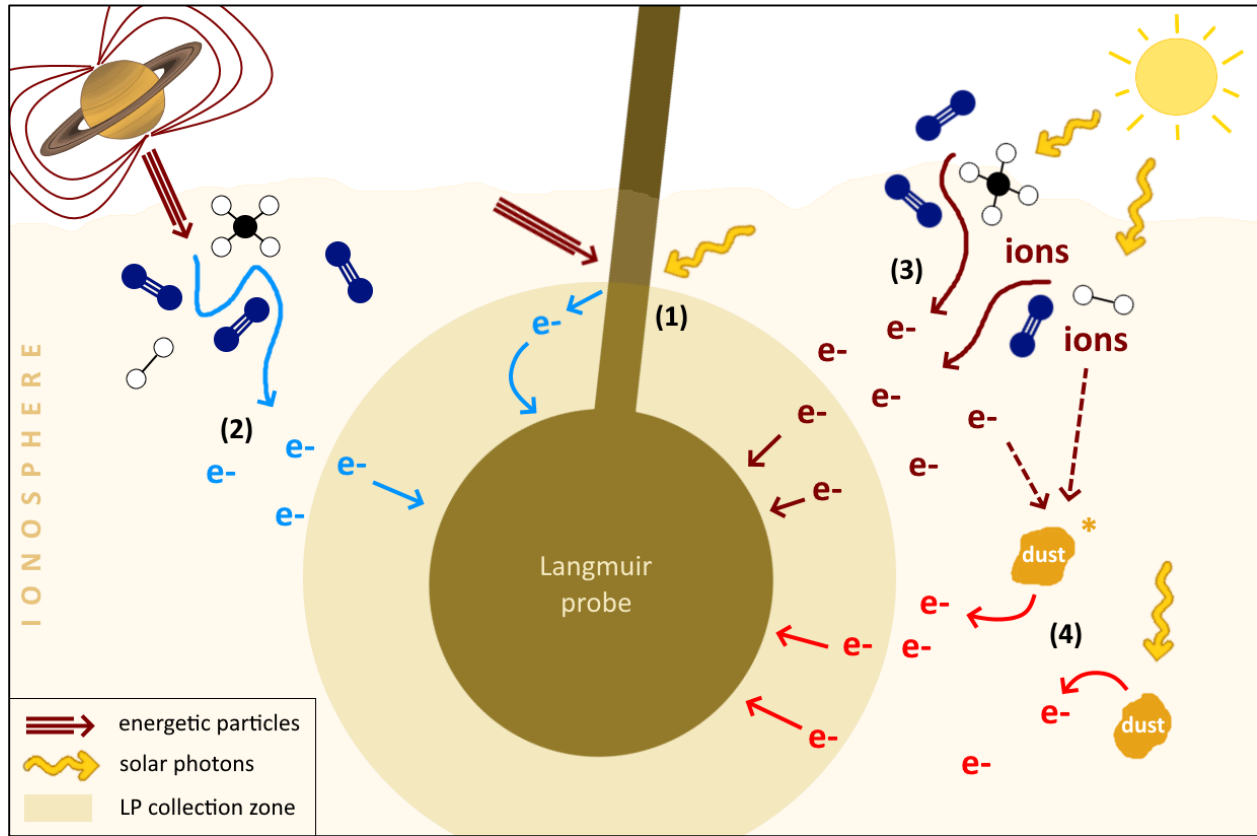 (1)
e-
(2)
e-
e-
e-
e-
(3)
ions
ions
e-
e-
e-
e-
e-
e-
e-
Langmuir
probe
*
dust
e-
(4)
e-
e-
e-
dust
e-
e-
IONOSPHERE
energetic particles
solar photons
LP collection zone